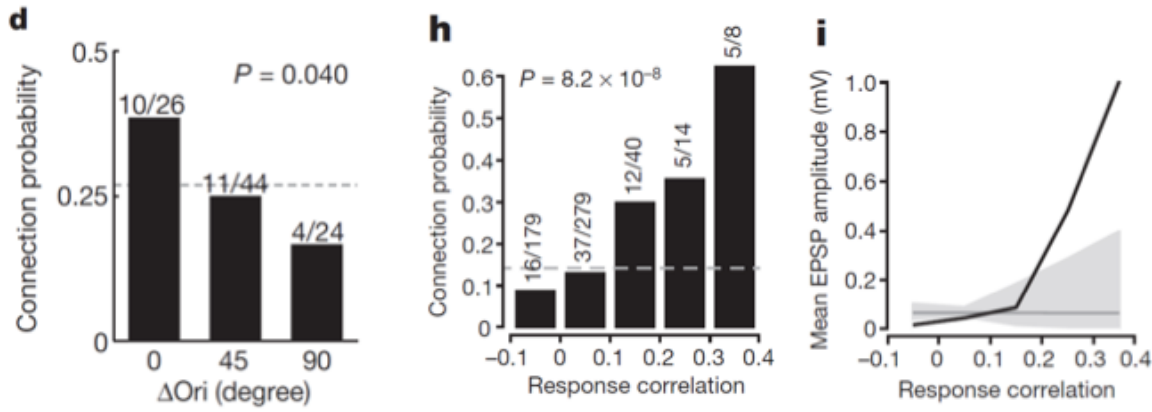 d
0.5
0.25
0
Connection probability
P = 0.040
10/26
11/44
4/24
0 45 90
ΔOri (degree)
h
0.6
0.5
0.4
0.3
0.2
0.1
0
Connection probability
P = 8.2 × 10⁻⁸
16/179
37/279
12/40
5/14
5/8
–0.1 0 0.1 0.2 0.3 0.4
Response correlation
i
1.0
0.8
0.6
0.4
0.2
0
Mean EPSP amplitude (mV)
–0.1 0 0.1 0.2 0.3 0.4
Response correlation